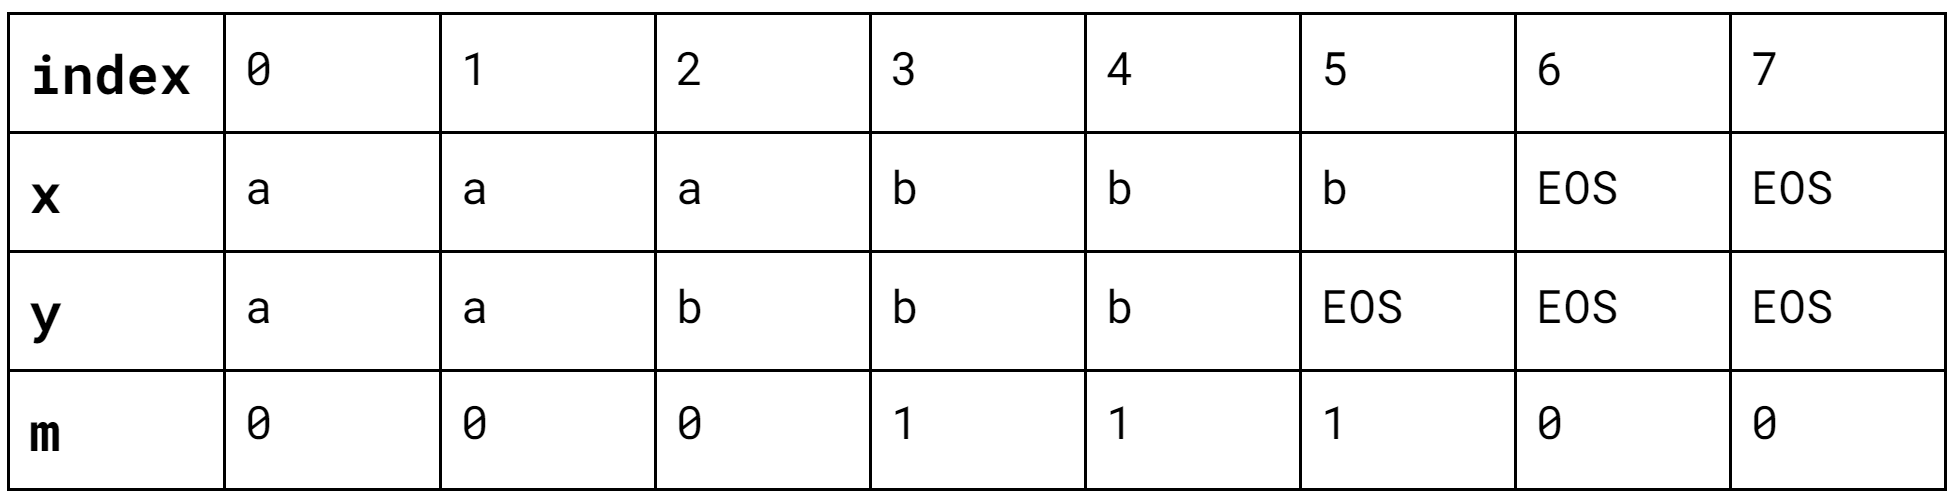 index 0 1 2 3 4 5 6 7
x a a a b b b EOS EOS
y a a b b b EOS EOS EOS
m 0 0 0 1 1 1 0 0